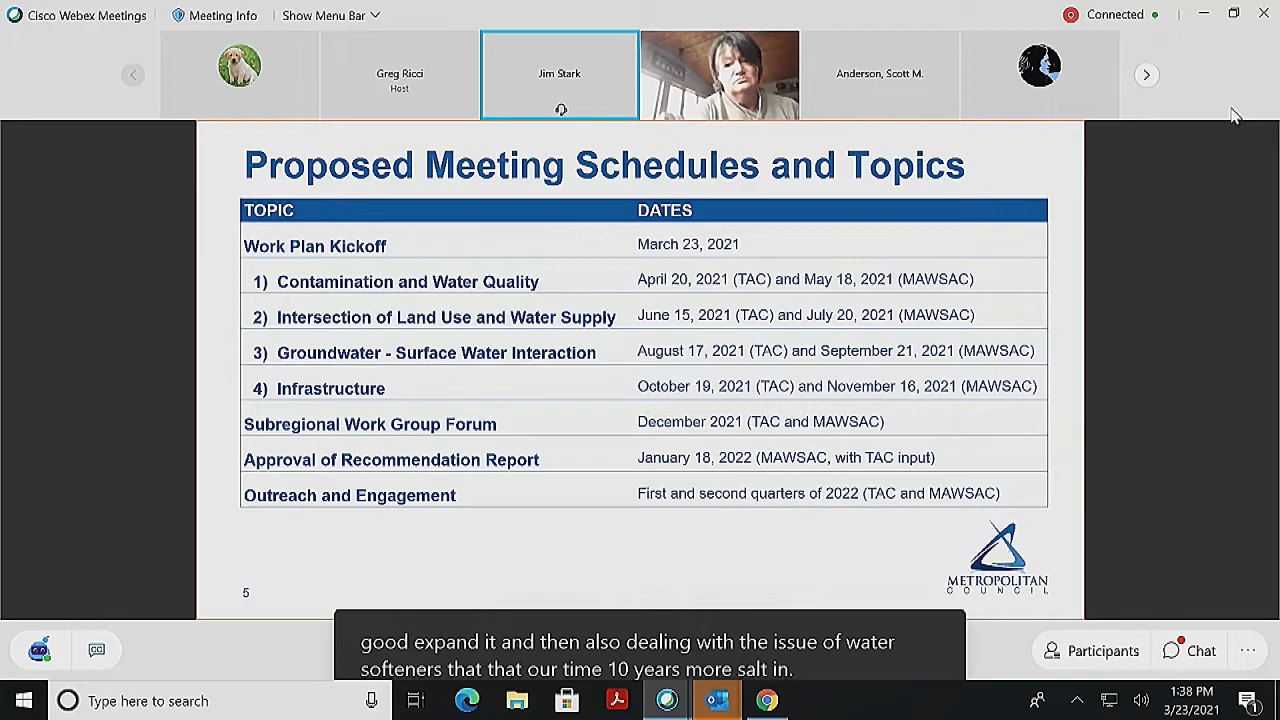 Cisco Webex Meetings
Meeting Info
Show Menu Bar
Connected
Greg Ricci
Host
Jim Stark
Anderson, Scott M.
Proposed Meeting Schedules and Topics
TOPIC DATES
Work Plan Kickoff March 23, 2021
1) Contamination and Water Quality April 20, 2021 (TAC) and May 18, 2021 (MAWSAC)
2) Intersection of Land Use and Water Supply June 15, 2021 (TAC) and July 20, 2021 (MAWSAC)
3) Groundwater - Surface Water Interaction August 17, 2021 (TAC) and September 21, 2021 (MAWSAC)
4) Infrastructure October 19, 2021 (TAC) and November 16, 2021 (MAWSAC)
Subregional Work Group Forum December 2021 (TAC and MAWSAC)
Approval of Recommendation Report January 18, 2022 (MAWSAC, with TAC input)
Outreach and Engagement First and second quarters of 2022 (TAC and MAWSAC)
METROPOLITAN
COUNCIL
5
good expand it and then also dealing with the issue of water
softeners that that our time 10 years more salt in.
CC
Participants
Chat
Type here to search
1:38 PM
3/23/2021
1